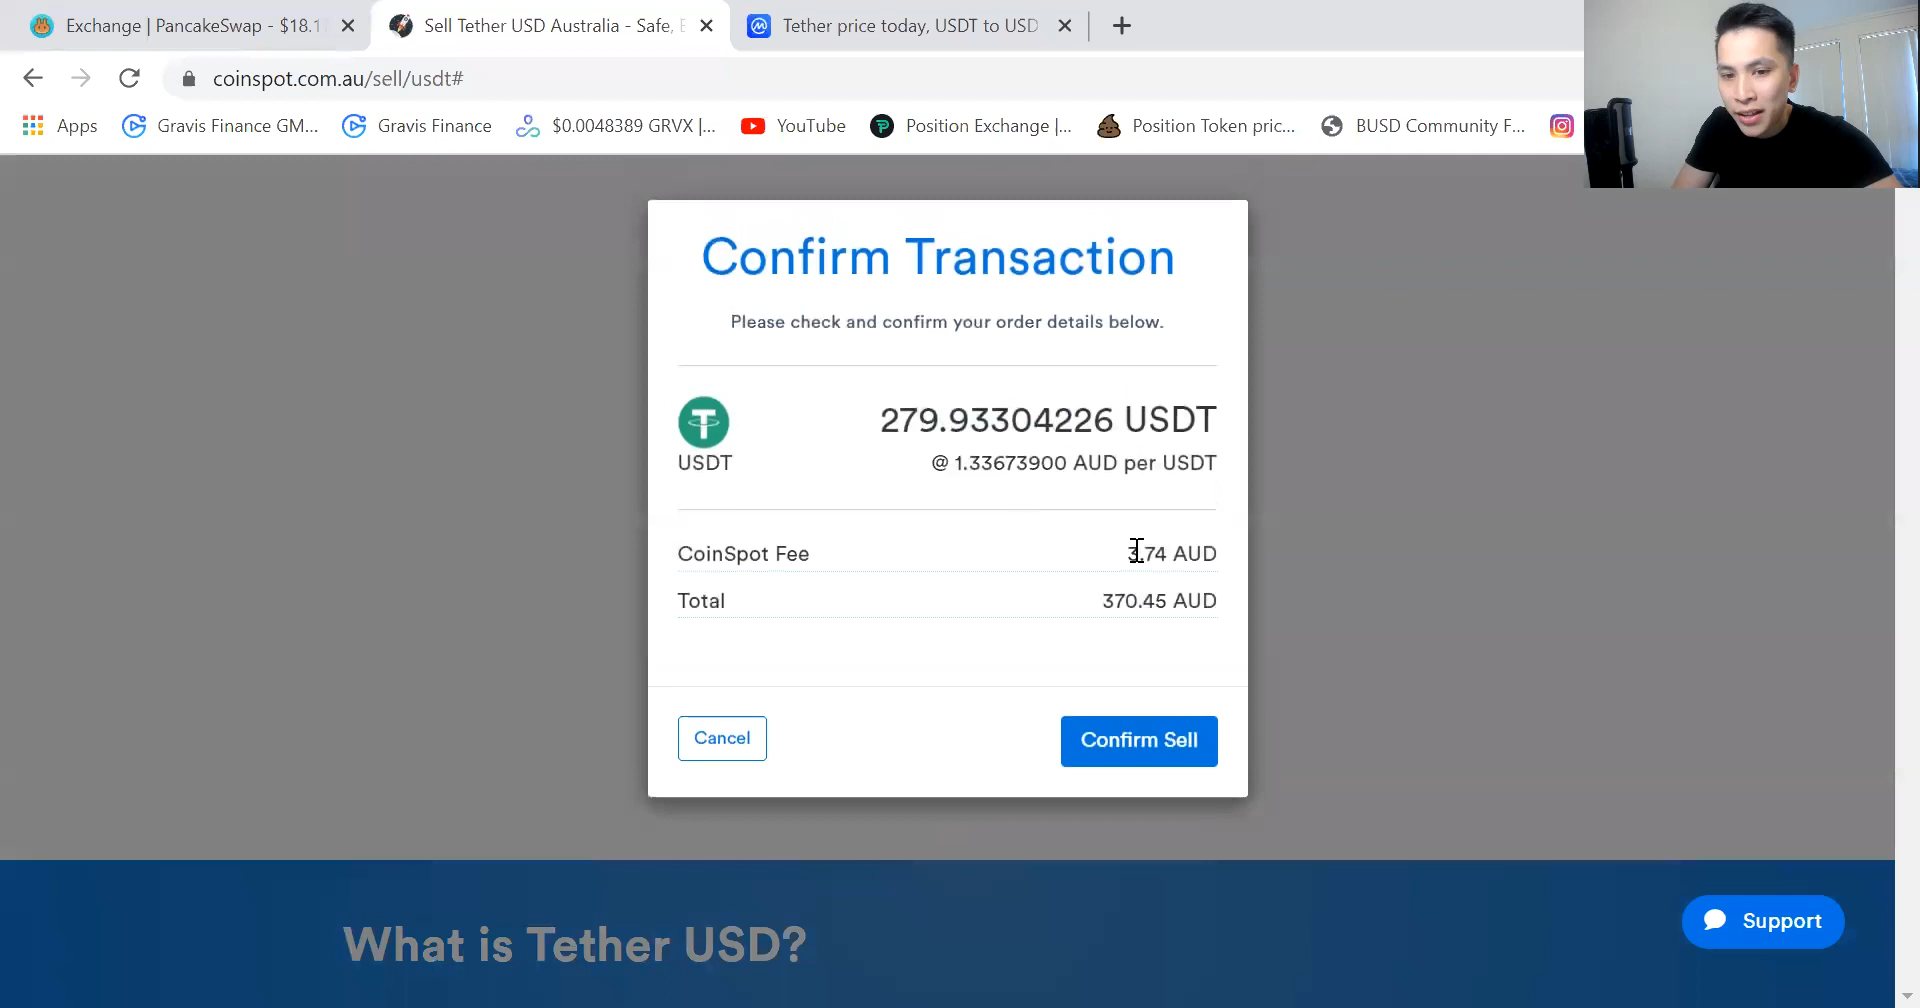 Exchange | PancakeSwap - $18.1
Sell Tether USD Australia - Safe, E
Tether price today, USDT to USD
coinspot.com.au/sell/usdt#
Apps
Gravis Finance GM...
Gravis Finance
$0.0048389 GRVX |...
YouTube
Position Exchange |...
Position Token pric...
BUSD Community F...
Confirm Transaction
Please check and confirm your order details below.
279.93304226 USDT
USDT
@ 1.33673900 AUD per USDT
CoinSpot Fee
3.74 AUD
Total
370.45 AUD
Cancel
Confirm Sell
What is Tether USD?
Support